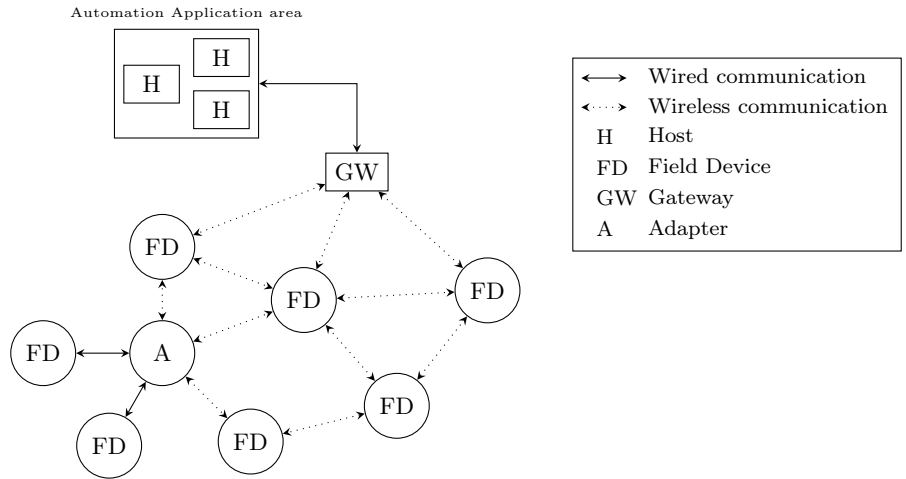 Automation Application area
H
H
H
GW
FD
FD
FD
FD
A
FD
FD
FD
Wired communication
Wireless communication
H Host
FD Field Device
GW Gateway
A Adapter